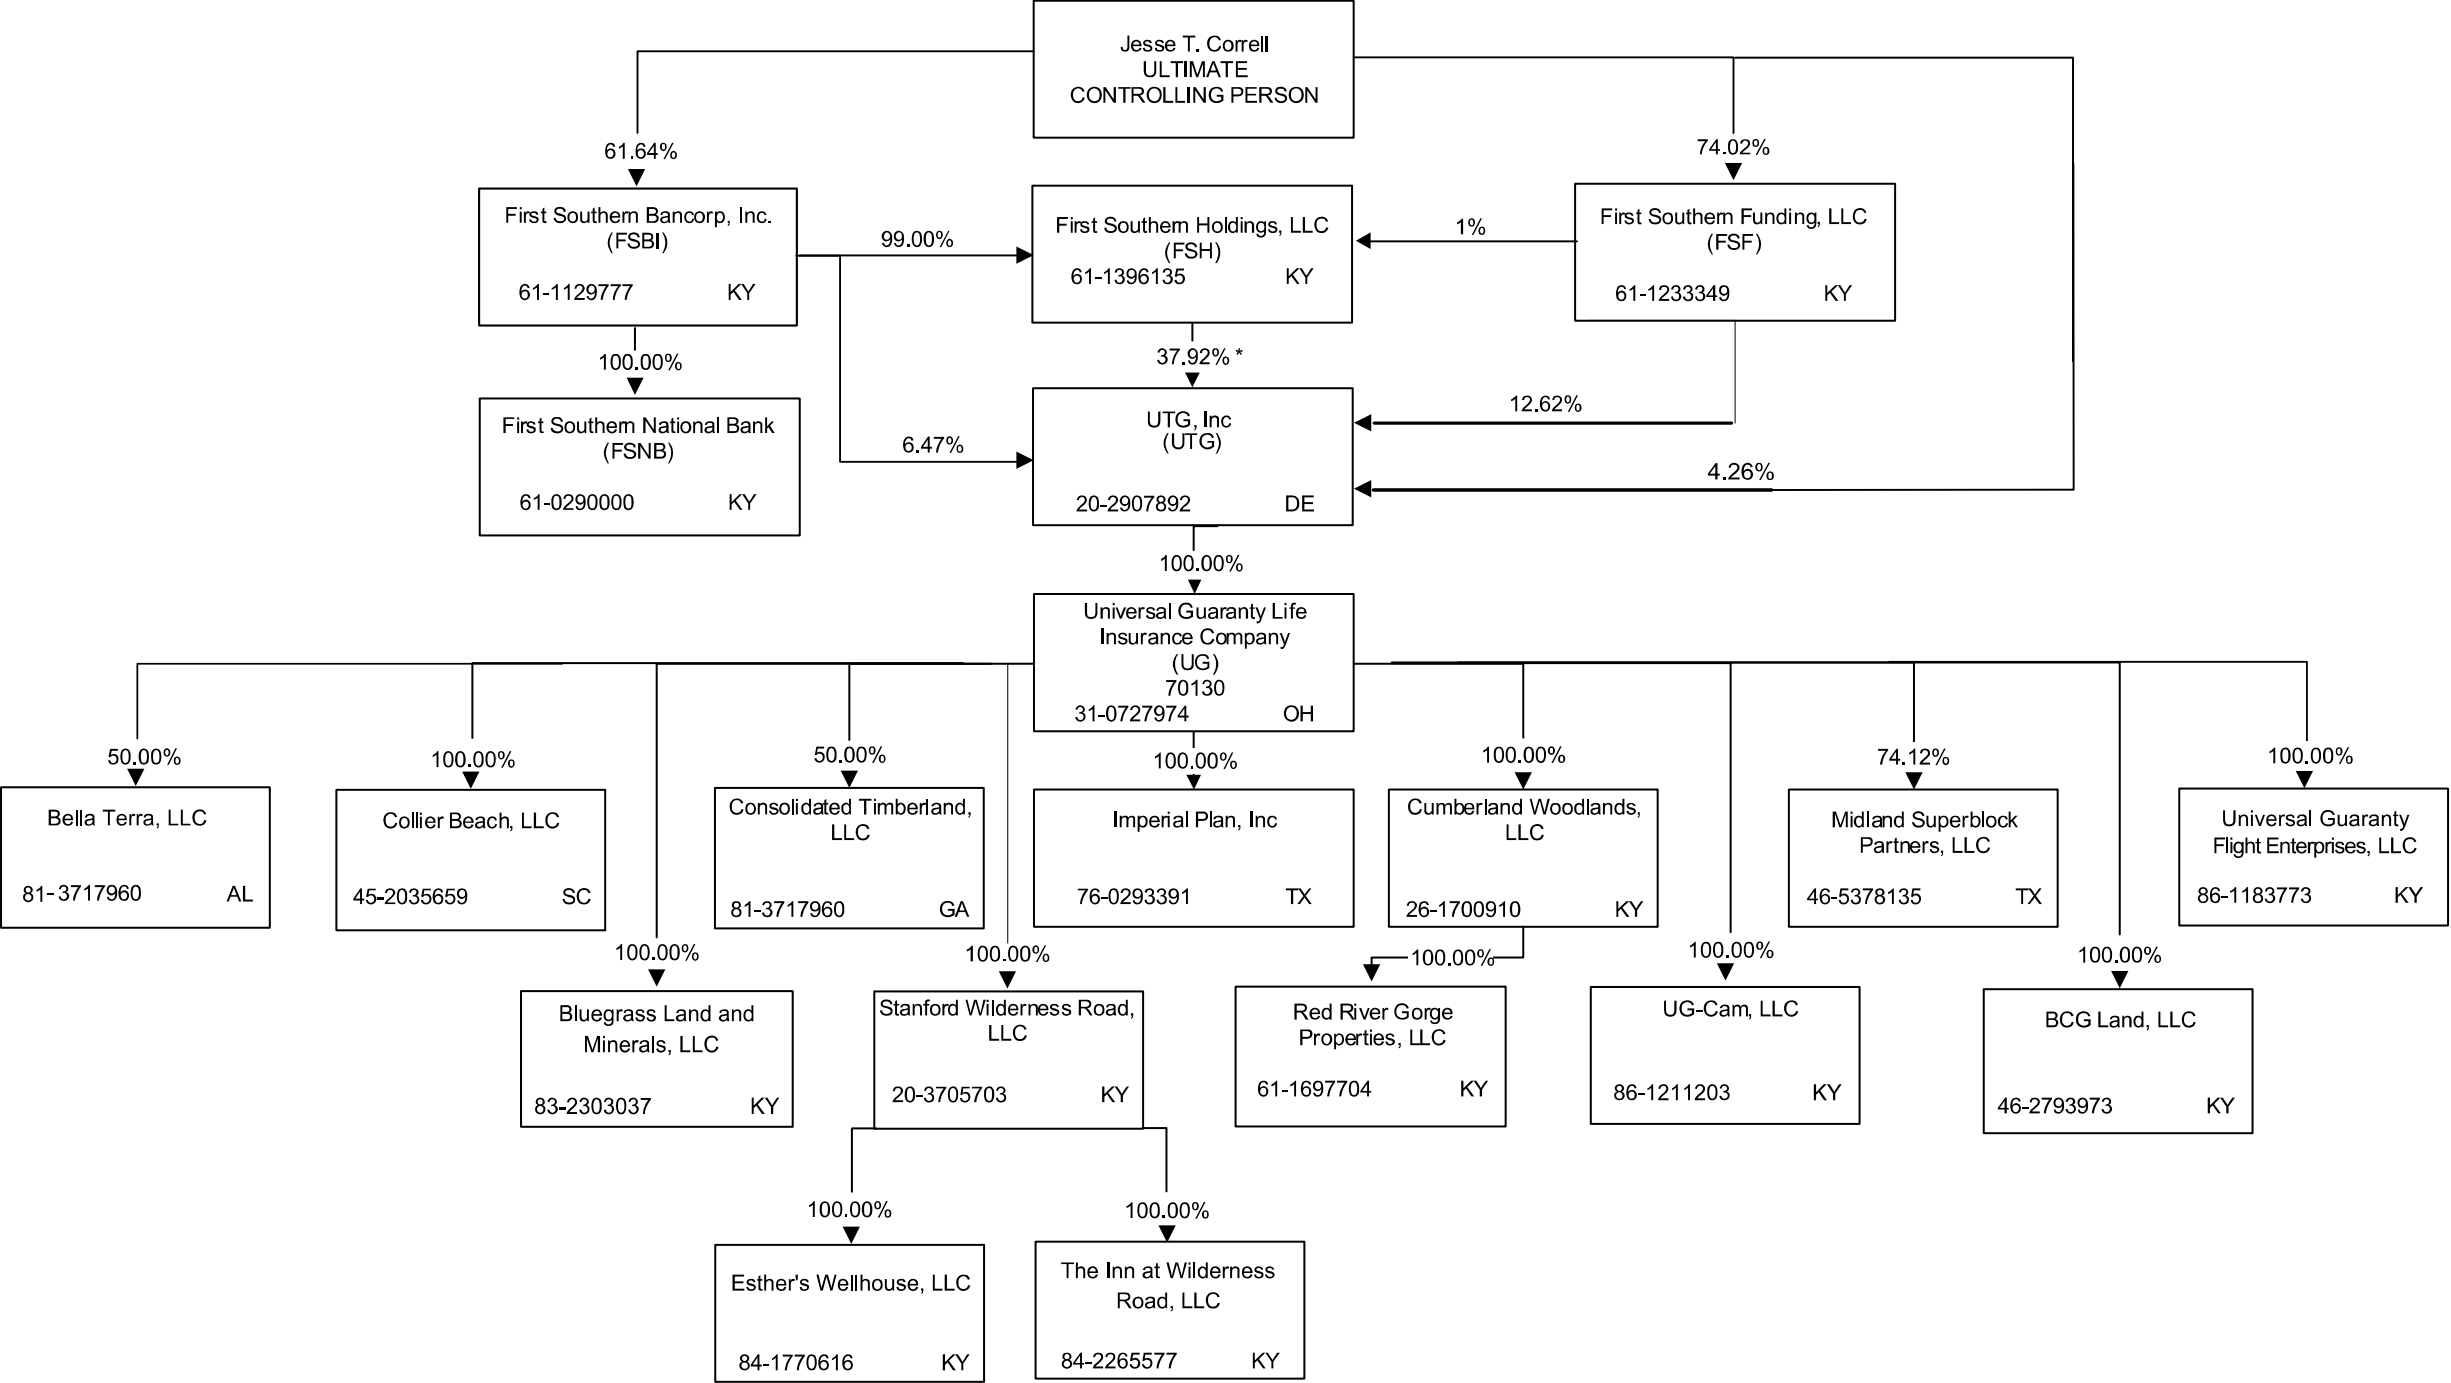 Jesse T. Correll
ULTIMATE
CONTROLLING PERSON
61.64%
74.02%
First Southern Bancorp, Inc.
(FSBI)
61-1129777 KY
99.00%
First Southern Holdings, LLC
(FSH)
61-1396135 KY
1%
First Southern Funding, LLC
(FSF)
61-1233349 KY
100.00%
37.92% *
First Southern National Bank
(FSNB)
61-0290000 KY
6.47%
UTG, Inc
(UTG)
20-2907892 DE
12.62%
4.26%
100.00%
Universal Guaranty Life
Insurance Company
(UG)
70130
31-0727974 OH
50.00%
100.00%
50.00%
100.00%
100.00%
74.12%
100.00%
Bella Terra, LLC
81-3717960 AL
Collier Beach, LLC
45-2035659 SC
Consolidated Timberland,
LLC
81-3717960 GA
Imperial Plan, Inc
76-0293391 TX
Cumberland Woodlands,
LLC
26-1700910 KY
Midland Superblock
Partners, LLC
46-5378135 TX
Universal Guaranty
Flight Enterprises, LLC
86-1183773 KY
100.00%
100.00%
100.00%
100.00%
100.00%
Bluegrass Land and
Minerals, LLC
83-2303037 KY
Stanford Wilderness Road,
LLC
20-3705703 KY
Red River Gorge
Properties, LLC
61-1697704 KY
UG-Cam, LLC
86-1211203 KY
BCG Land, LLC
46-2793973 KY
100.00%
100.00%
Esther's Wellhouse, LLC
84-1770616 KY
The Inn at Wilderness
Road, LLC
84-2265577 KY